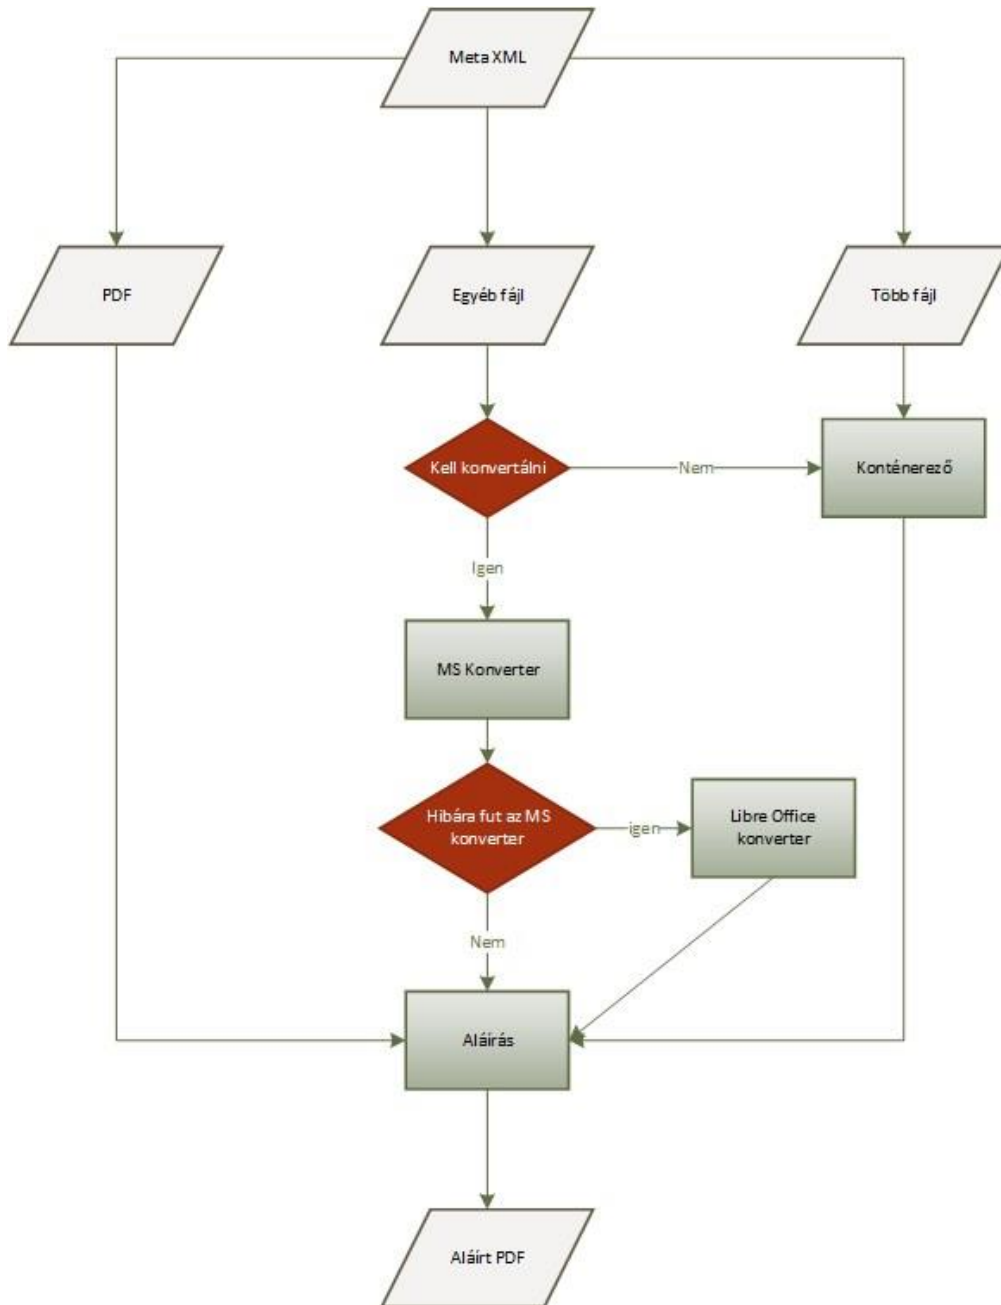 Meta XML
PDF
Egyéb fájl
Több fájl
Kell konvertálni
Nem
Konténerező
Igen
MS Konverter
Hibára fut az MS
konverter
igen
Libre Office
konverter
Nem
Aláírás
Aláírt PDF